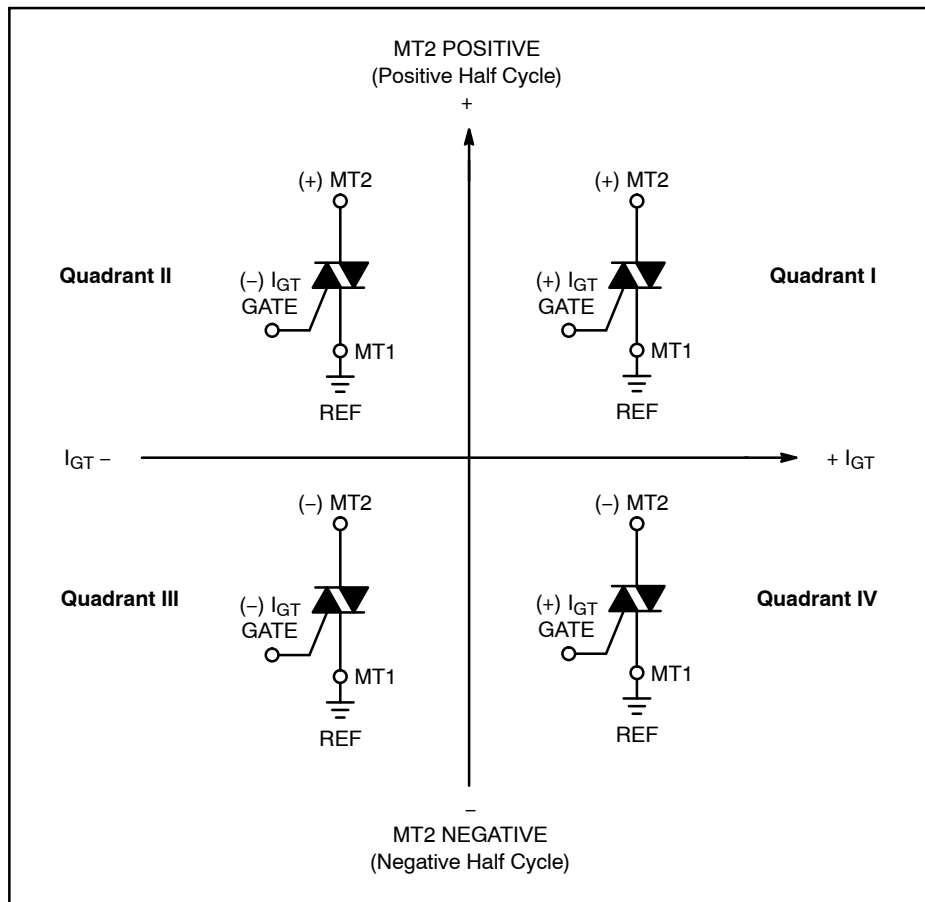 MT2 POSITIVE
(Positive Half Cycle)
+
(+) MT2
(+) MT2
Quadrant II
(−) IGT
GATE
(+) IGT
GATE
Quadrant I
MT1
MT1
REF
REF
IGT −
+ IGT
(−) MT2
(−) MT2
Quadrant III
(−) IGT
GATE
(+) IGT
GATE
Quadrant IV
MT1
MT1
REF
REF
−
MT2 NEGATIVE
(Negative Half Cycle)